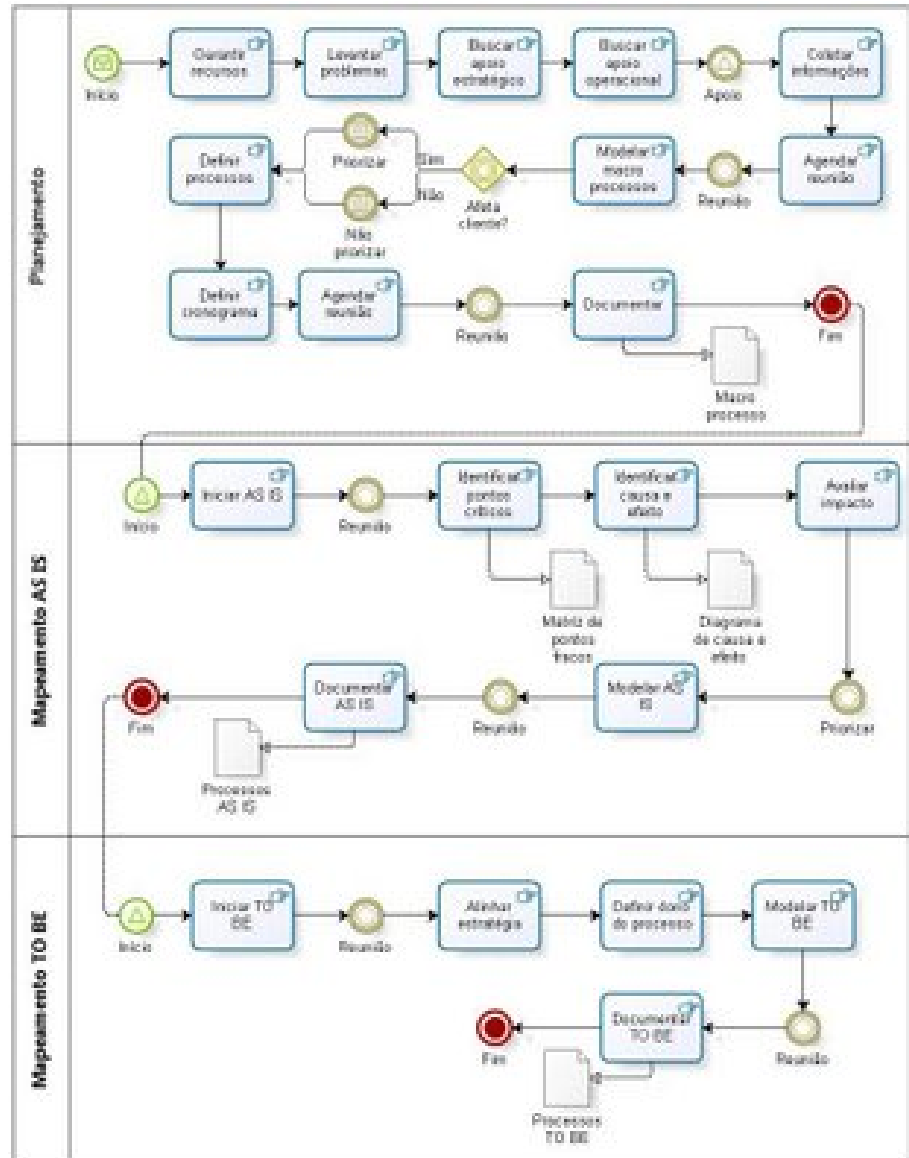 Planejamento
Início
Garante
recursos
Levantar
problemas
Buscar
apoio
estratégico
Buscar
apoio
operacional
Apoio
Coletar
informações
Definir
processos
Priorizar
Sim
Não
Não
priorizar
Afeta
cliente?
Modelar
macro
processos
Reunião
Agendar
reunião
Definir
cronograma
Agendar
reunião
Reunião
Documentar
Fim
Macro
processo
Mapeamento AS IS
Início
Iniciar AS IS
Reunião
Identificar
pontos
críticos
Identificar
causa e
efeito
Avaliar
impacto
Matriz de
pontos
fracos
Diagrama
de causa e
efeito
Fim
Documentar
AS IS
Reunião
Modelar AS
IS
Priorizar
Processos
AS IS
Mapeamento TO BE
Início
Iniciar TO
BE
Reunião
Alinhar
estratégia
Definir dono
do processo
Modelar TO
BE
Fim
Documentar
TO BE
Reunião
Processos
TO BE